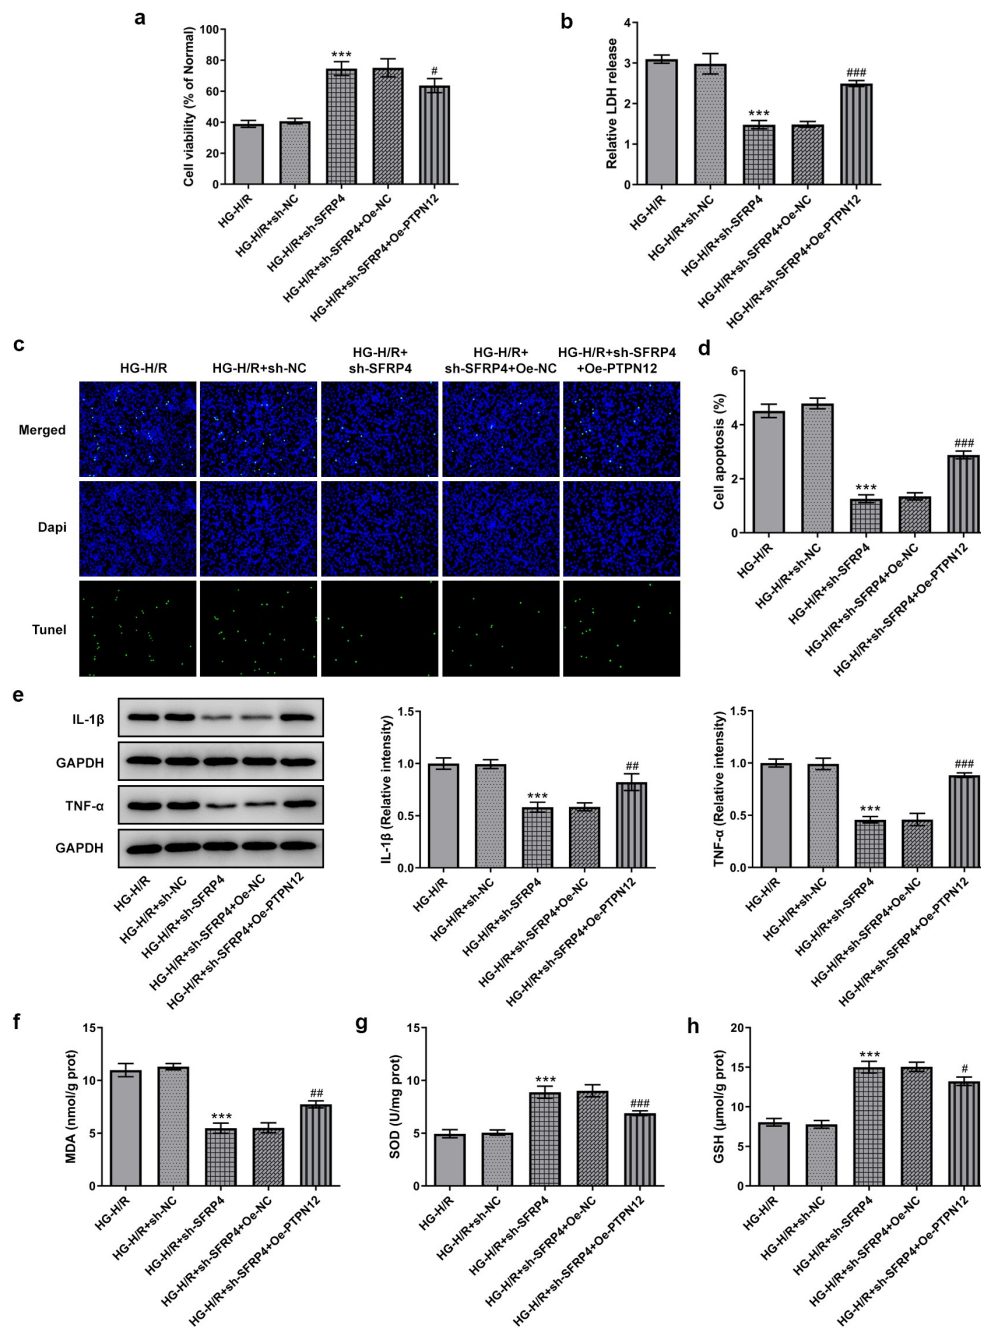 a
Cell viability (% of Normal)
100
80
60
40
20
0
***
#
HG-H/R
HG-H/R+sh-NC
HG-H/R+sh-SFRP4
HG-H/R+sh-SFRP4+Oe-NC
HG-H/R+sh-SFRP4+Oe-PTPN12
b
Relative LDH release
4
3
2
1
0
***
###
HG-H/R
HG-H/R+sh-NC
HG-H/R+sh-SFRP4
HG-H/R+sh-SFRP4+Oe-NC
HG-H/R+sh-SFRP4+Oe-PTPN12
c
HG-H/R
HG-H/R+sh-NC
HG-H/R+
sh-SFRP4
HG-H/R+
sh-SFRP4+Oe-NC
HG-H/R+sh-SFRP4
+Oe-PTPN12
Merged
Dapi
Tunel
d
Cell apoptosis (%)
6
4
2
0
***
###
HG-H/R
HG-H/R+sh-NC
HG-H/R+sh-SFRP4
HG-H/R+sh-SFRP4+Oe-NC
HG-H/R+sh-SFRP4+Oe-PTPN12
e
IL-1β
GAPDH
TNF-α
GAPDH
HG-H/R
HG-H/R+sh-NC
HG-H/R+sh-SFRP4
HG-H/R+sh-SFRP4+Oe-NC
HG-H/R+sh-SFRP4+Oe-PTPN12
IL-1β (Relative intensity)
1.5
1.0
0.5
0.0
***
##
HG-H/R
HG-H/R+sh-NC
HG-H/R+sh-SFRP4
HG-H/R+sh-SFRP4+Oe-NC
HG-H/R+sh-SFRP4+Oe-PTPN12
TNF-α (Relative intensity)
1.5
1.0
0.5
0.0
***
###
HG-H/R
HG-H/R+sh-NC
HG-H/R+sh-SFRP4
HG-H/R+sh-SFRP4+Oe-NC
HG-H/R+sh-SFRP4+Oe-PTPN12
f
MDA (nmol/g prot)
15
10
5
0
***
##
HG-H/R
HG-H/R+sh-NC
HG-H/R+sh-SFRP4
HG-H/R+sh-SFRP4+Oe-NC
HG-H/R+sh-SFRP4+Oe-PTPN12
g
SOD (U/mg prot)
15
10
5
0
***
###
HG-H/R
HG-H/R+sh-NC
HG-H/R+sh-SFRP4
HG-H/R+sh-SFRP4+Oe-NC
HG-H/R+sh-SFRP4+Oe-PTPN12
h
GSH (μmol/g prot)
20
15
10
5
0
***
#
HG-H/R
HG-H/R+sh-NC
HG-H/R+sh-SFRP4
HG-H/R+sh-SFRP4+Oe-NC
HG-H/R+sh-SFRP4+Oe-PTPN12